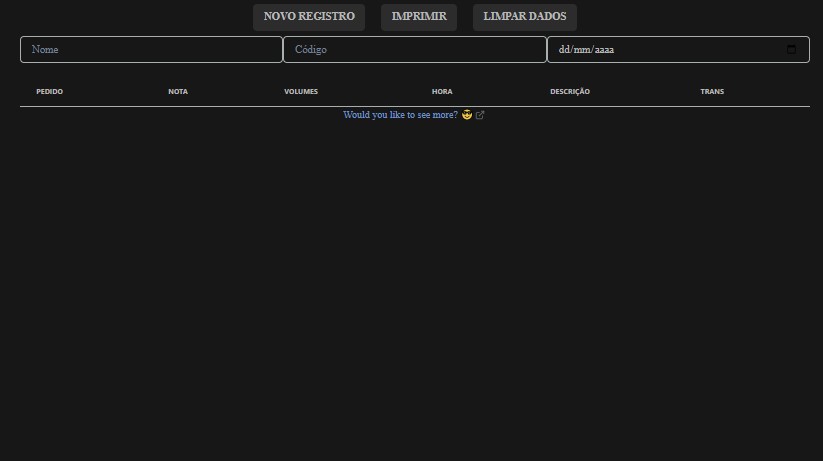 NOVO REGISTRO IMPRIMIR LIMPAR DADOS
Nome Código dd/mm/aaaa
PEDIDO NOTA VOLUMES HORA DESCRIÇÃO TRANS
Would you like to see more? 😎